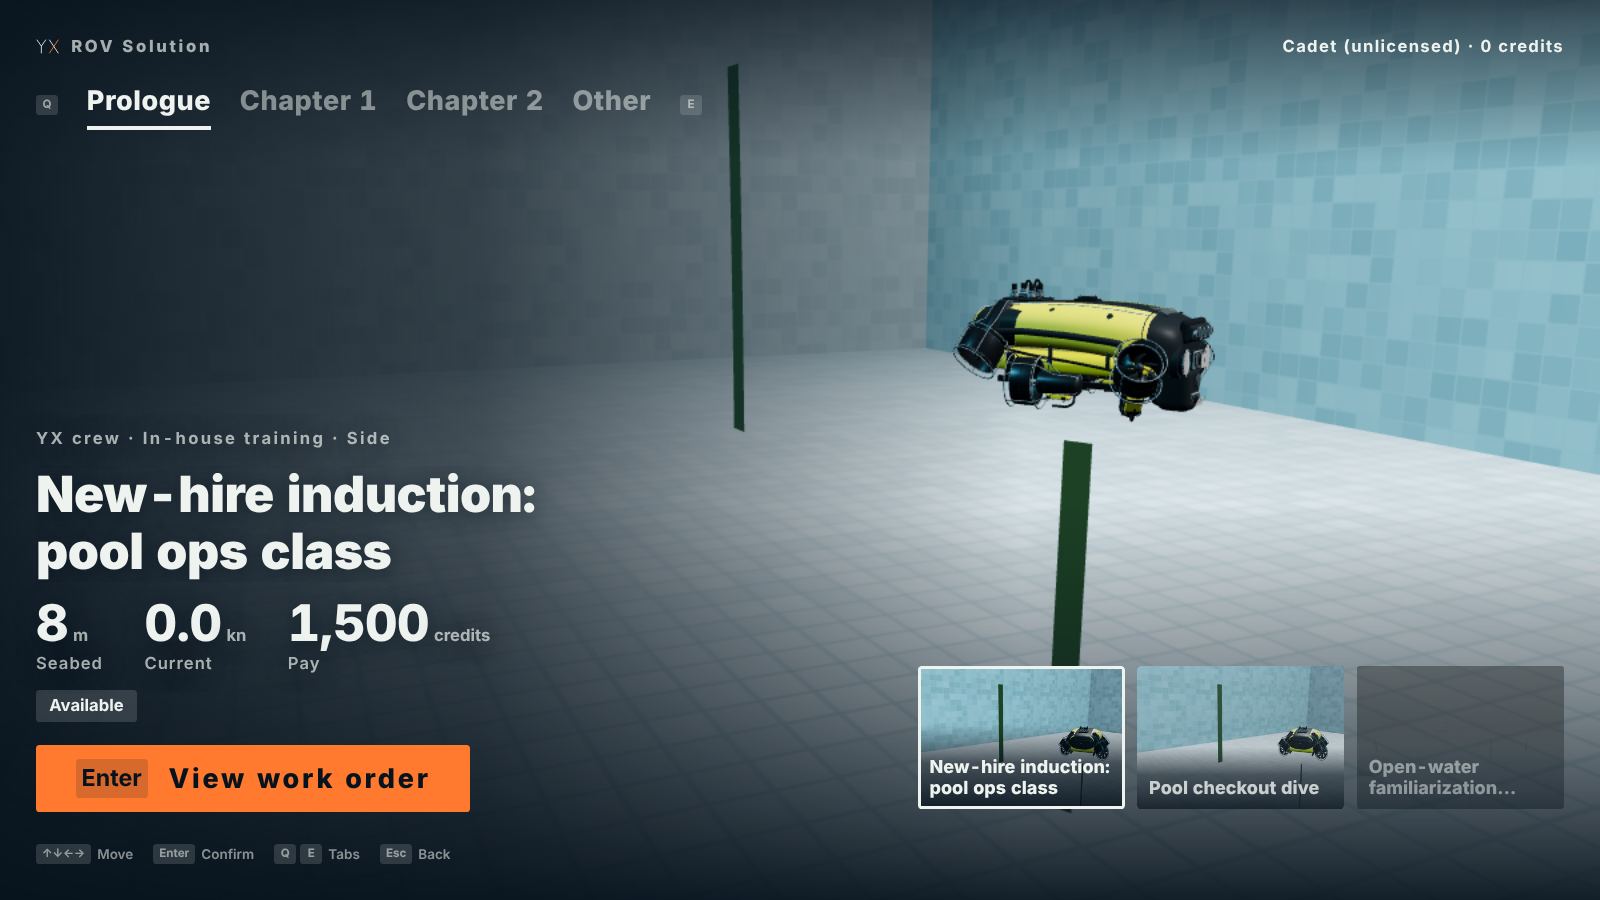 YX ROV Solution
Cadet (unlicensed) · 0 credits
Q Prologue Chapter 1 Chapter 2 Other E
YX crew · In-house training · Side
New-hire induction:
pool ops class
8 m 0.0 kn 1,500 credits
Seabed Current Pay
Available
Enter View work order
New-hire induction:
pool ops class
Pool checkout dive
Open-water
familiarization...
↑↓←→ Move Enter Confirm Q E Tabs Esc Back